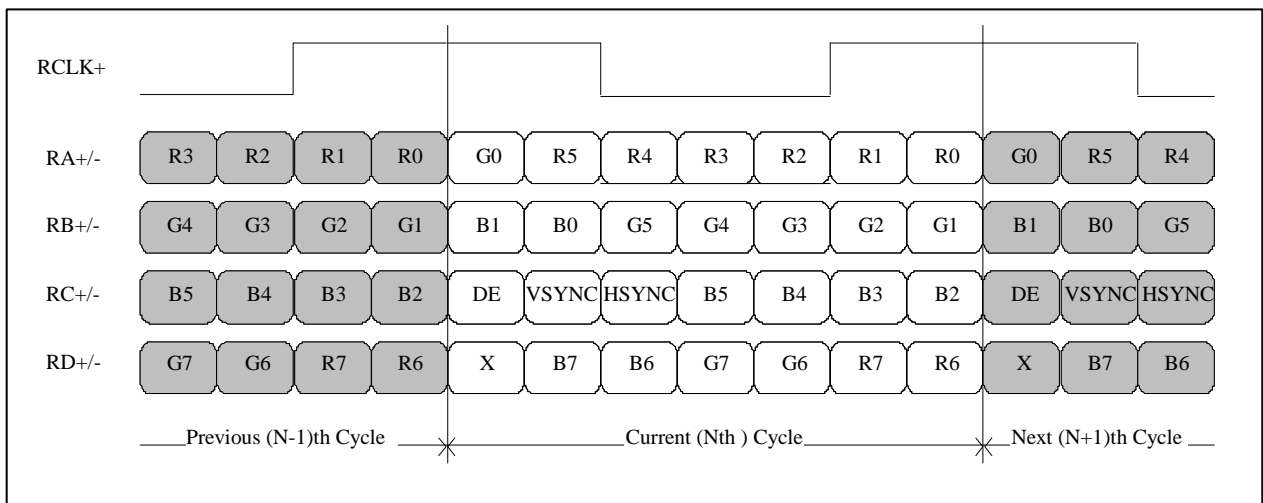 RCLK+
RA+/- R3 R2 R1 R0 G0 R5 R4 R3 R2 R1 R0 G0 R5 R4
RB+/- G4 G3 G2 G1 B1 B0 G5 G4 G3 G2 G1 B1 B0 G5
RC+/- B5 B4 B3 B2 DE VSYNC HSYNC B5 B4 B3 B2 DE VSYNC HSYNC
RD+/- G7 G6 R7 R6 X B7 B6 G7 G6 R7 R6 X B7 B6
Previous (N-1)th Cycle Current (Nth ) Cycle Next (N+1)th Cycle